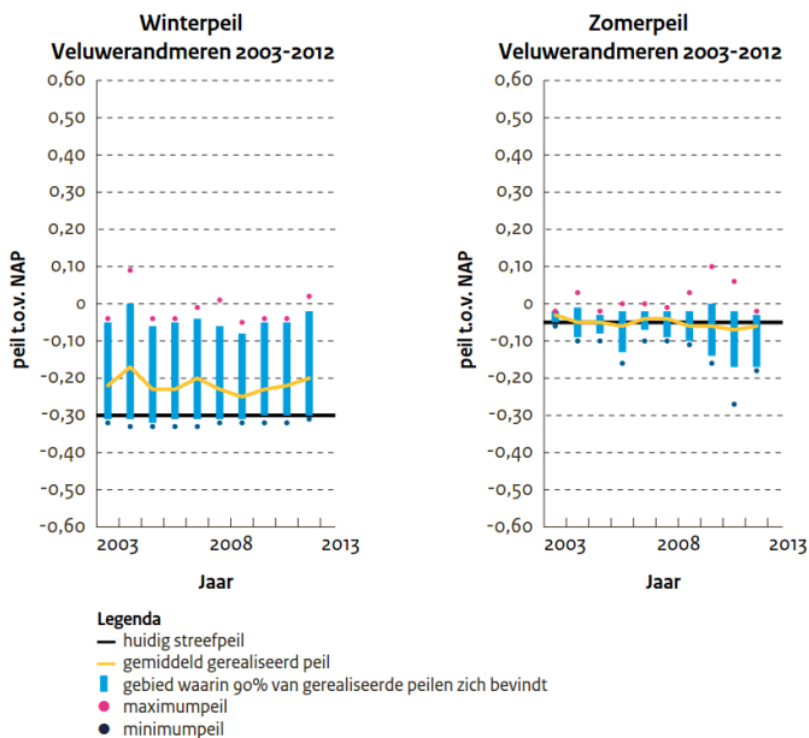 Winterpeil
Veluwerandmeren 2003-2012
0,60
0,50
0,40
0,30
0,20
0,10
0
-0,10
-0,20
-0,30
-0,40
-0,50
-0,60
peil t.o.v. NAP
2003 2008 2013
Jaar
Zomerpeil
Veluwerandmeren 2003-2012
0,60
0,50
0,40
0,30
0,20
0,10
0
-0,10
-0,20
-0,30
-0,40
-0,50
-0,60
peil t.o.v. NAP
2003 2008 2013
Jaar
Legenda
huidig streefpeil
gemiddeld gerealiseerd peil
gebied waarin 90% van gerealiseerde peilen zich bevindt
maximumpeil
minimumpeil